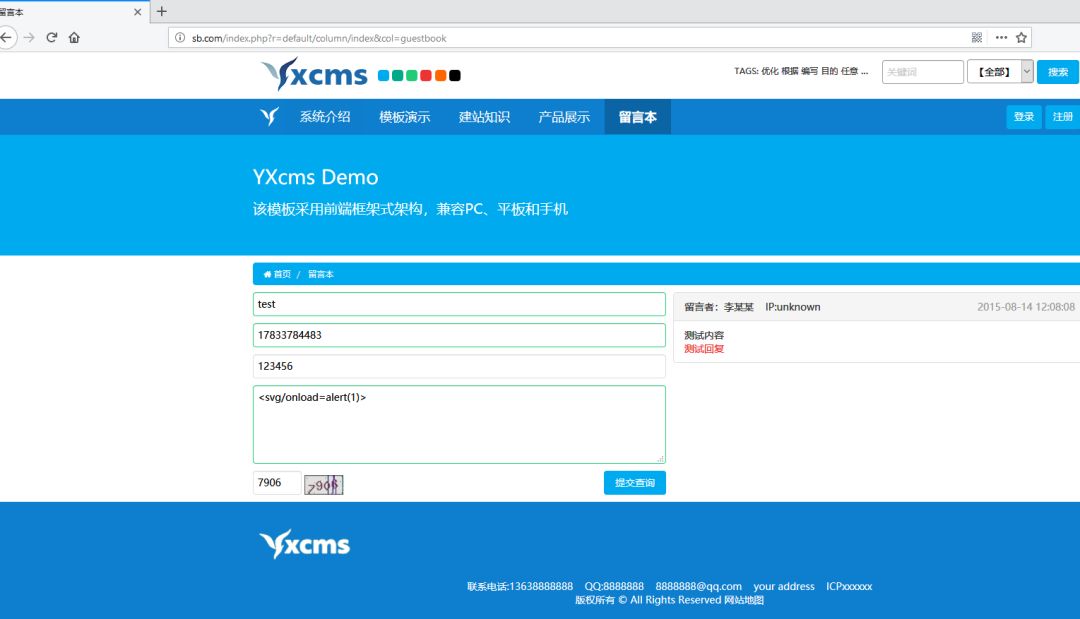 留言本
sb.com/index.php?r=default/column/index&col=guestbook
Yxcms
TAGS: 优化 根据 编写 目的 任意 ...
关键词
【全部】
搜索
系统介绍 模板演示 建站知识 产品展示 留言本
登录 注册
YXcms Demo
该模板采用前端框架式架构，兼容PC、平板和手机
首页 / 留言本
test
17833784483
123456
<svg/onload=alert(1)>
7906
7906
提交查询
留言者：李某某 IP:unknown 2015-08-14 12:08:08
测试内容
测试回复
Yxcms
联系电话:13638888888 QQ:8888888 8888888@qq.com your address ICPxxxxxx
版权所有 © All Rights Reserved 网站地图